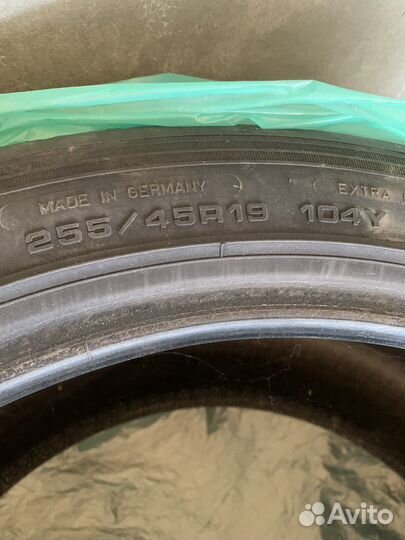 MADE IN GERMANY EXTRA
255/45R19 104Y
Avito